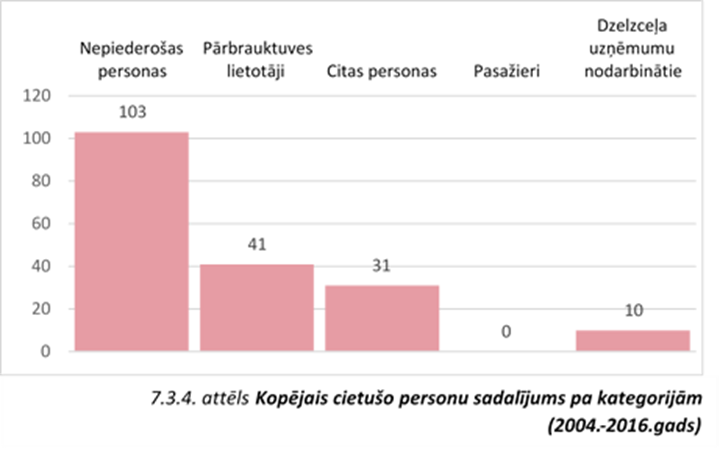 Nepiederošas
personas
Pārbrauktuves
lietotāji
Citas personas
Pasažieri
Dzelzceļa
uzņēmumu
nodarbinātie
120
100
80
60
40
20
0
103
41
31
0
10
7.3.4. attēls Kopējais cietušo personu sadalījums pa kategorijām
(2004.-2016.gads)